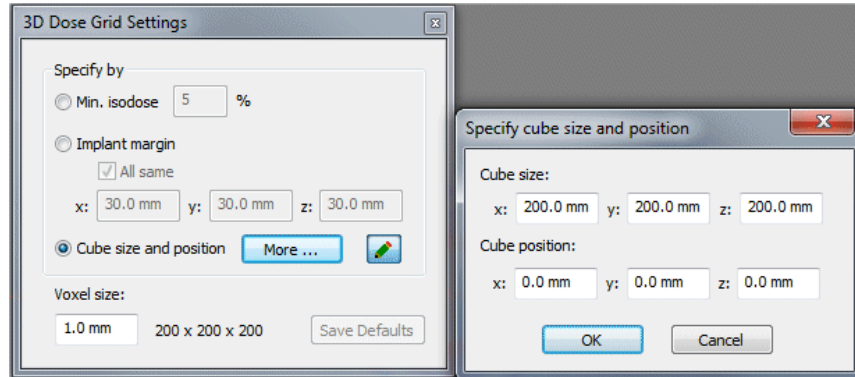 3D Dose Grid Settings
Specify by
Min. isodose 5 %
Implant margin
All same
x: 30.0 mm y: 30.0 mm z: 30.0 mm
Cube size and position More ...
Voxel size:
1.0 mm 200 x 200 x 200 Save Defaults
Specify cube size and position
Cube size:
x: 200.0 mm y: 200.0 mm z: 200.0 mm
Cube position:
x: 0.0 mm y: 0.0 mm z: 0.0 mm
OK Cancel